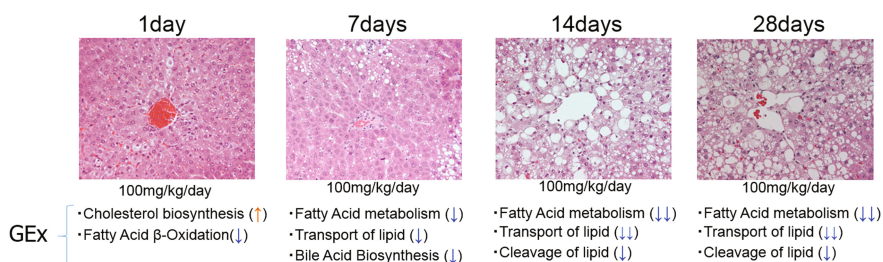 1day 7days 14days 28days
100mg/kg/day 100mg/kg/day 100mg/kg/day 100mg/kg/day
GEx
・Cholesterol biosynthesis (↑)
・Fatty Acid β-Oxidation(↓)
・Fatty Acid metabolism (↓)
・Transport of lipid (↓)
・Bile Acid Biosynthesis (↓)
・Fatty Acid metabolism (↓↓)
・Transport of lipid (↓↓)
・Cleavage of lipid (↓)
・Fatty Acid metabolism (↓↓)
・Transport of lipid (↓↓)
・Cleavage of lipid (↓)